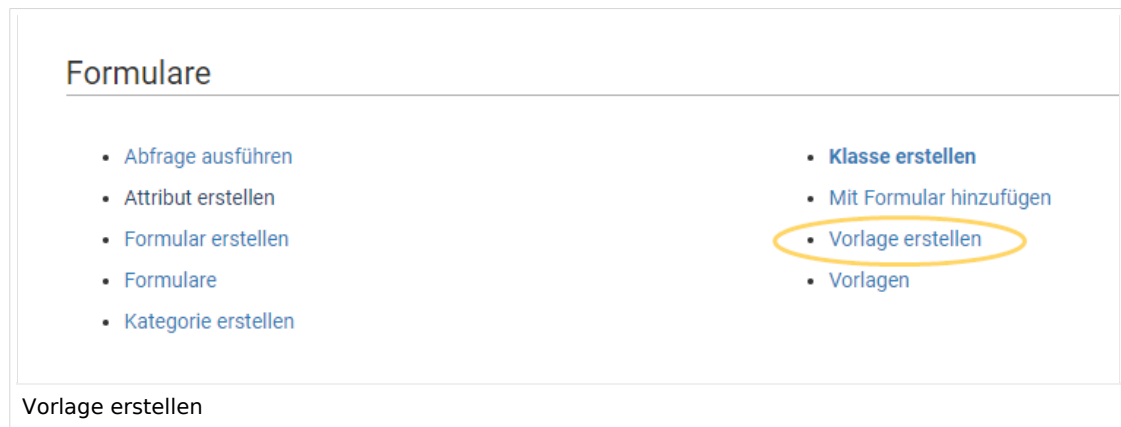 Formulare
Abfrage ausführen
Attribut erstellen
Formular erstellen
Formulare
Kategorie erstellen
Klasse erstellen
Mit Formular hinzufügen
Vorlage erstellen
Vorlagen
Vorlage erstellen